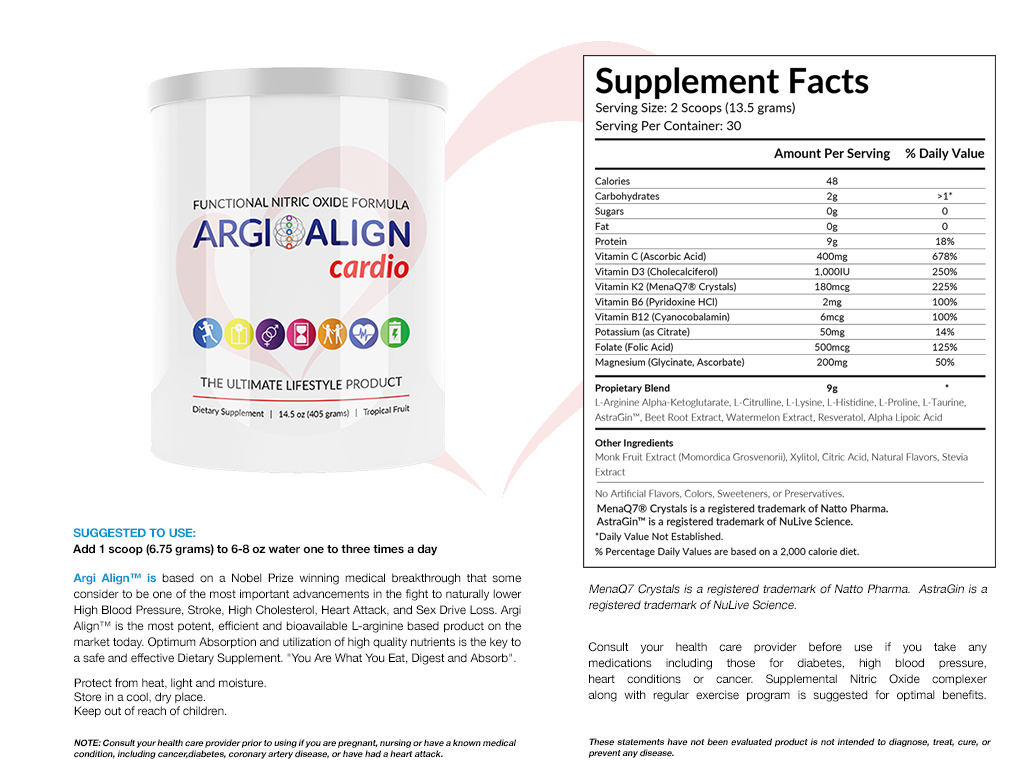 FUNCTIONAL NITRIC OXIDE FORMULA
ARGI ALIGN
cardio
THE ULTIMATE LIFESTYLE PRODUCT
Dietary Supplement | 14.5 oz (405 grams) | Tropical Fruit
SUGGESTED TO USE:
Add 1 scoop (6.75 grams) to 6-8 oz water one to three times a day
Argi Align™ is based on a Nobel Prize winning medical breakthrough that some
consider to be one of the most important advancements in the fight to naturally lower
High Blood Pressure, Stroke, High Cholesterol, Heart Attack, and Sex Drive Loss. Argi
Align™ is the most potent, efficient and bioavailable L-arginine based product on the
market today. Optimum Absorption and utilization of high quality nutrients is the key to
a safe and effective Dietary Supplement. "You Are What You Eat, Digest and Absorb".
Protect from heat, light and moisture.
Store in a cool, dry place.
Keep out of reach of children.
NOTE: Consult your health care provider prior to using if you are pregnant, nursing or have a known medical
condition, including cancer,diabetes, coronary artery disease, or have had a heart attack.
Supplement Facts
Serving Size: 2 Scoops (13.5 grams)
Serving Per Container: 30
Amount Per Serving % Daily Value
Calories 48
Carbohydrates 2g >1*
Sugars 0g 0
Fat 0g 0
Protein 9g 18%
Vitamin C (Ascorbic Acid) 400mg 678%
Vitamin D3 (Cholecalciferol) 1,000IU 250%
Vitamin K2 (MenaQ7® Crystals) 180mcg 225%
Vitamin B6 (Pyridoxine HCl) 2mg 100%
Vitamin B12 (Cyanocobalamin) 6mcg 100%
Potassium (as Citrate) 50mg 14%
Folate (Folic Acid) 500mcg 125%
Magnesium (Glycinate, Ascorbate) 200mg 50%
Propietary Blend 9g *
L-Arginine Alpha-Ketoglutarate, L-Citrulline, L-Lysine, L-Histidine, L-Proline, L-Taurine,
AstraGin™, Beet Root Extract, Watermelon Extract, Resveratol, Alpha Lipoic Acid
Other Ingredients
Monk Fruit Extract (Momordica Grosvenorii), Xylitol, Citric Acid, Natural Flavors, Stevia
Extract
No Artificial Flavors, Colors, Sweeteners, or Preservatives.
MenaQ7® Crystals is a registered trademark of Natto Pharma.
AstraGin™ is a registered trademark of NuLive Science.
*Daily Value Not Established.
% Percentage Daily Values are based on a 2,000 calorie diet.
MenaQ7 Crystals is a registered trademark of Natto Pharma. AstraGin is a
registered trademark of NuLive Science.
Consult your health care provider before use if you take any
medications including those for diabetes, high blood pressure,
heart conditions or cancer. Supplemental Nitric Oxide complexer
along with regular exercise program is suggested for optimal benefits.
These statements have not been evaluated product is not intended to diagnose, treat, cure, or
prevent any disease.